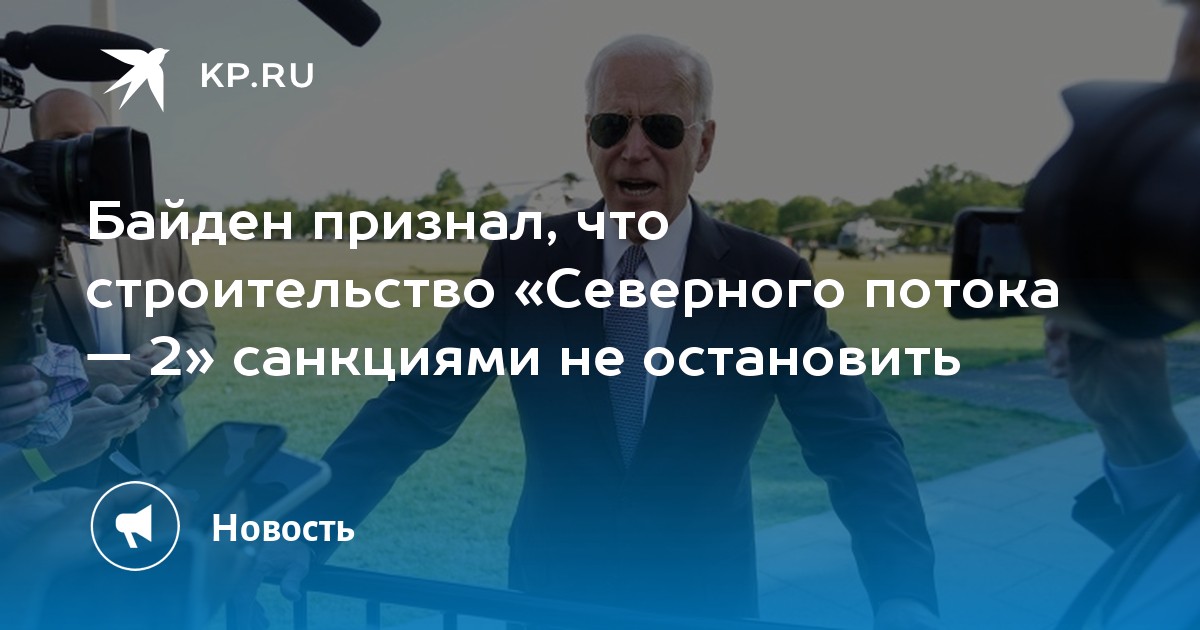 KP.RU
Байден признал, что
строительство «Северного потока
— 2» санкциями не остановить
Новость